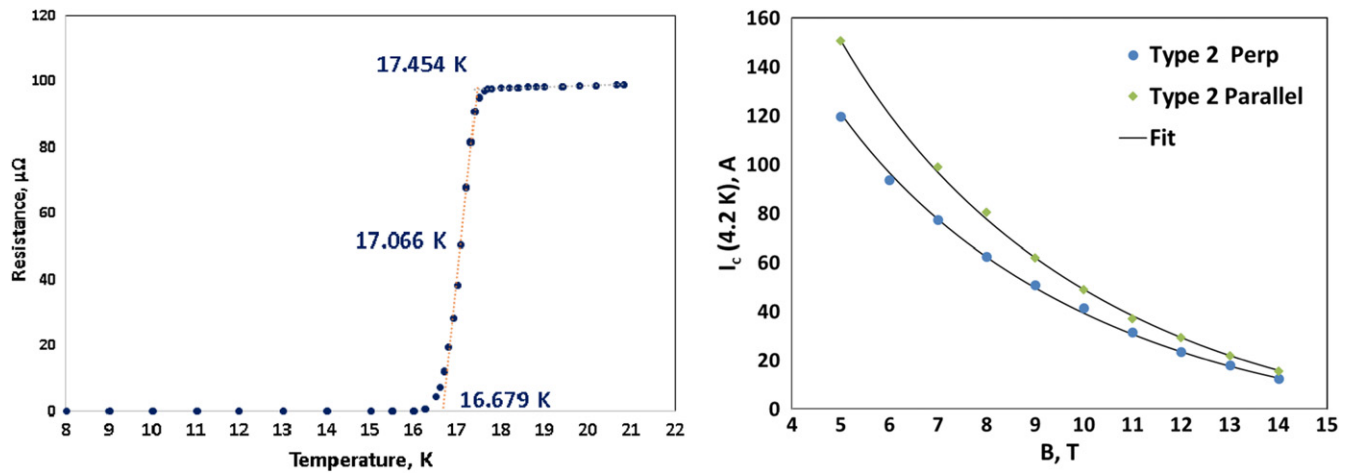 120
100
80
60
40
20
0
Resistance, μΩ
17.454 K
17.066 K
16.679 K
8 9 10 11 12 13 14 15 16 17 18 19 20 21 22
Temperature, K
160
140
120
100
80
60
40
20
0
I_c (4.2 K), A
Type 2 Perp
Type 2 Parallel
Fit
4 5 6 7 8 9 10 11 12 13 14 15
B, T